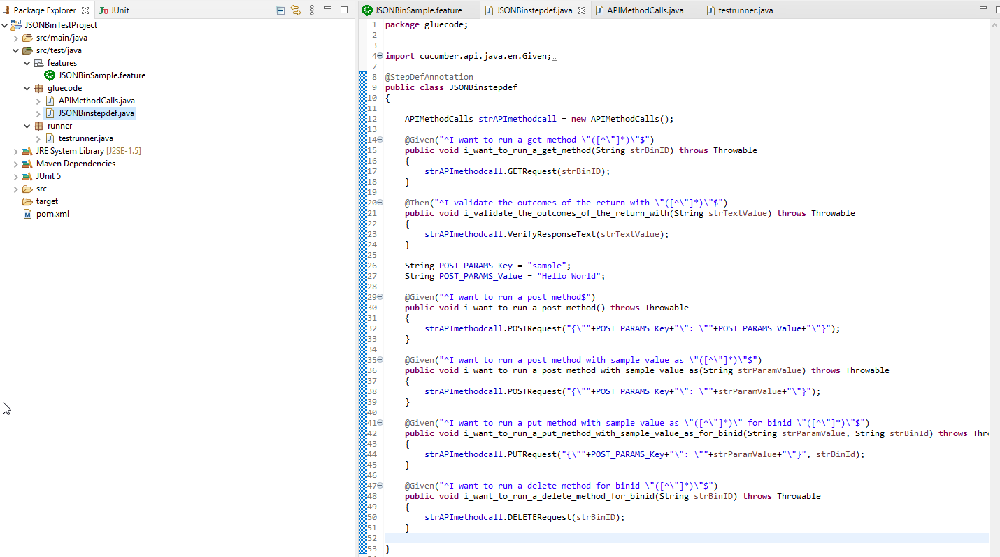 Package Explorer
JUnit
JSONBinTestProject
src/main/java
src/test/java
features
JSONBinSample.feature
gluecode
APIMethodCalls.java
JSONBinstepdef.java
runner
testrunner.java
JRE System Library [J2SE-1.5]
Maven Dependencies
JUnit 5
src
target
pom.xml
JSONBinSample.feature
JSONBinstepdef.java
APIMethodCalls.java
testrunner.java
1 package gluecode;
2
3
4 import cucumber.api.java.en.Given;
7
8 @StepDefAnnotation
9 public class JSONBinstepdef
10 {
11
12 APIMethodCalls strAPImethodcall = new APIMethodCalls();
13
14 @Given("^I want to run a get method \"([^\"]*)\"$")
15 public void i_want_to_run_a_get_method(String strBinID) throws Throwable
16 {
17 strAPImethodcall.GETRequest(strBinID);
18 }
19
20 @Then("^I validate the outcomes of the return with \"([^\"]*)\"$")
21 public void i_validate_the_outcomes_of_the_return_with(String strTextValue) throws Throwable
22 {
23 strAPImethodcall.VerifyResponseText(strTextValue);
24 }
25
26 String POST_PARAMS_Key = "sample";
27 String POST_PARAMS_Value = "Hello World";
28
29 @Given("^I want to run a post method$")
30 public void i_want_to_run_a_post_method() throws Throwable
31 {
32 strAPImethodcall.POSTRequest("{\""+POST_PARAMS_Key+"\": \""+POST_PARAMS_Value+"\"}");
33 }
34
35 @Given("^I want to run a post method with sample value as \"([^\"]*)\"$")
36 public void i_want_to_run_a_post_method_with_sample_value_as(String strParamValue) throws Throwable
37 {
38 strAPImethodcall.POSTRequest("{\""+POST_PARAMS_Key+"\": \""+strParamValue+"\"}");
39 }
40
41 @Given("^I want to run a put method with sample value as \"([^\"]*)\" for binid \"([^\"]*)\"$")
42 public void i_want_to_run_a_put_method_with_sample_value_as_for_binid(String strParamValue, String strBinId) throws Thr
43 {
44 strAPImethodcall.PUTRequest("{\""+POST_PARAMS_Key+"\": \""+strParamValue+"\"}", strBinId);
45 }
46
47 @Given("^I want to run a delete method for binid \"([^\"]*)\"$")
48 public void i_want_to_run_a_delete_method_for_binid(String strBinID) throws Throwable
49 {
50 strAPImethodcall.DELETERequest(strBinID);
51 }
52
53 }